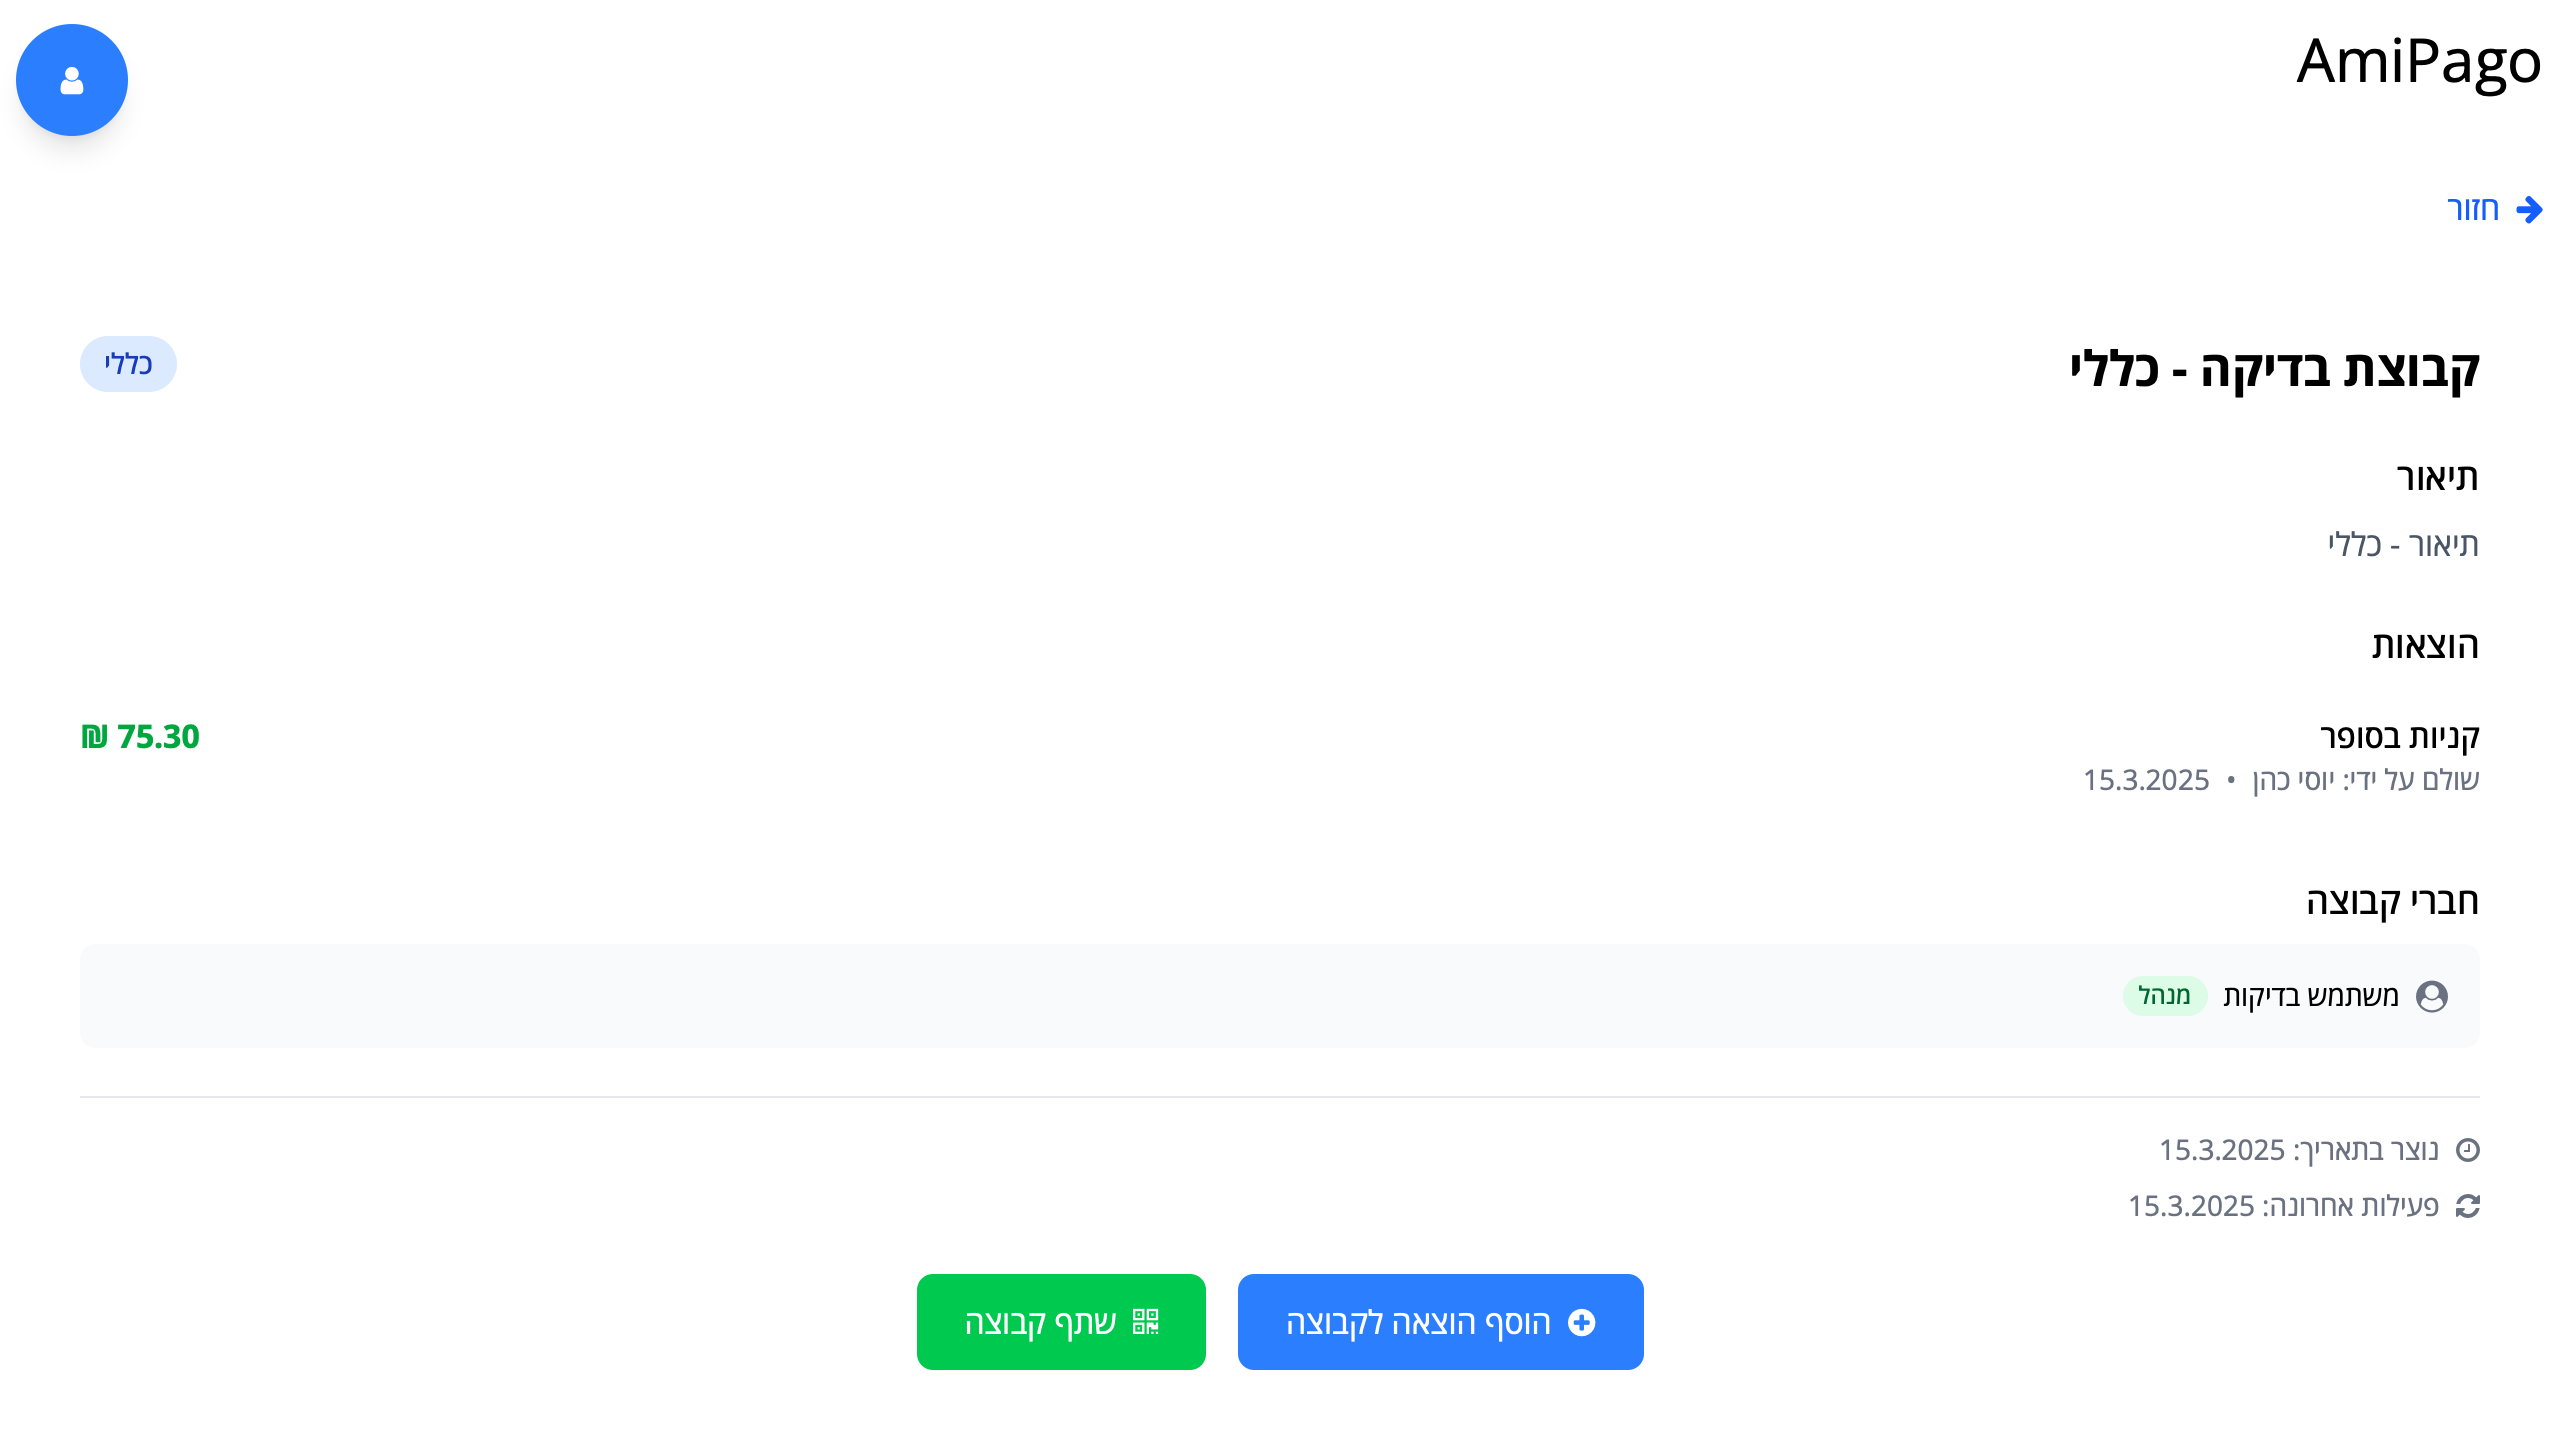 AmiPago
חזור
קבוצת בדיקה - כללי
כללי
תיאור
תיאור - כללי
הוצאות
קניות בסופר
75.30 ₪
שולם על ידי: יוסי כהן • 15.3.2025
חברי קבוצה
משתמש בדיקות מנהל
נוצר בתאריך: 15.3.2025
פעילות אחרונה: 15.3.2025
הוסף הוצאה לקבוצה
שתף קבוצה